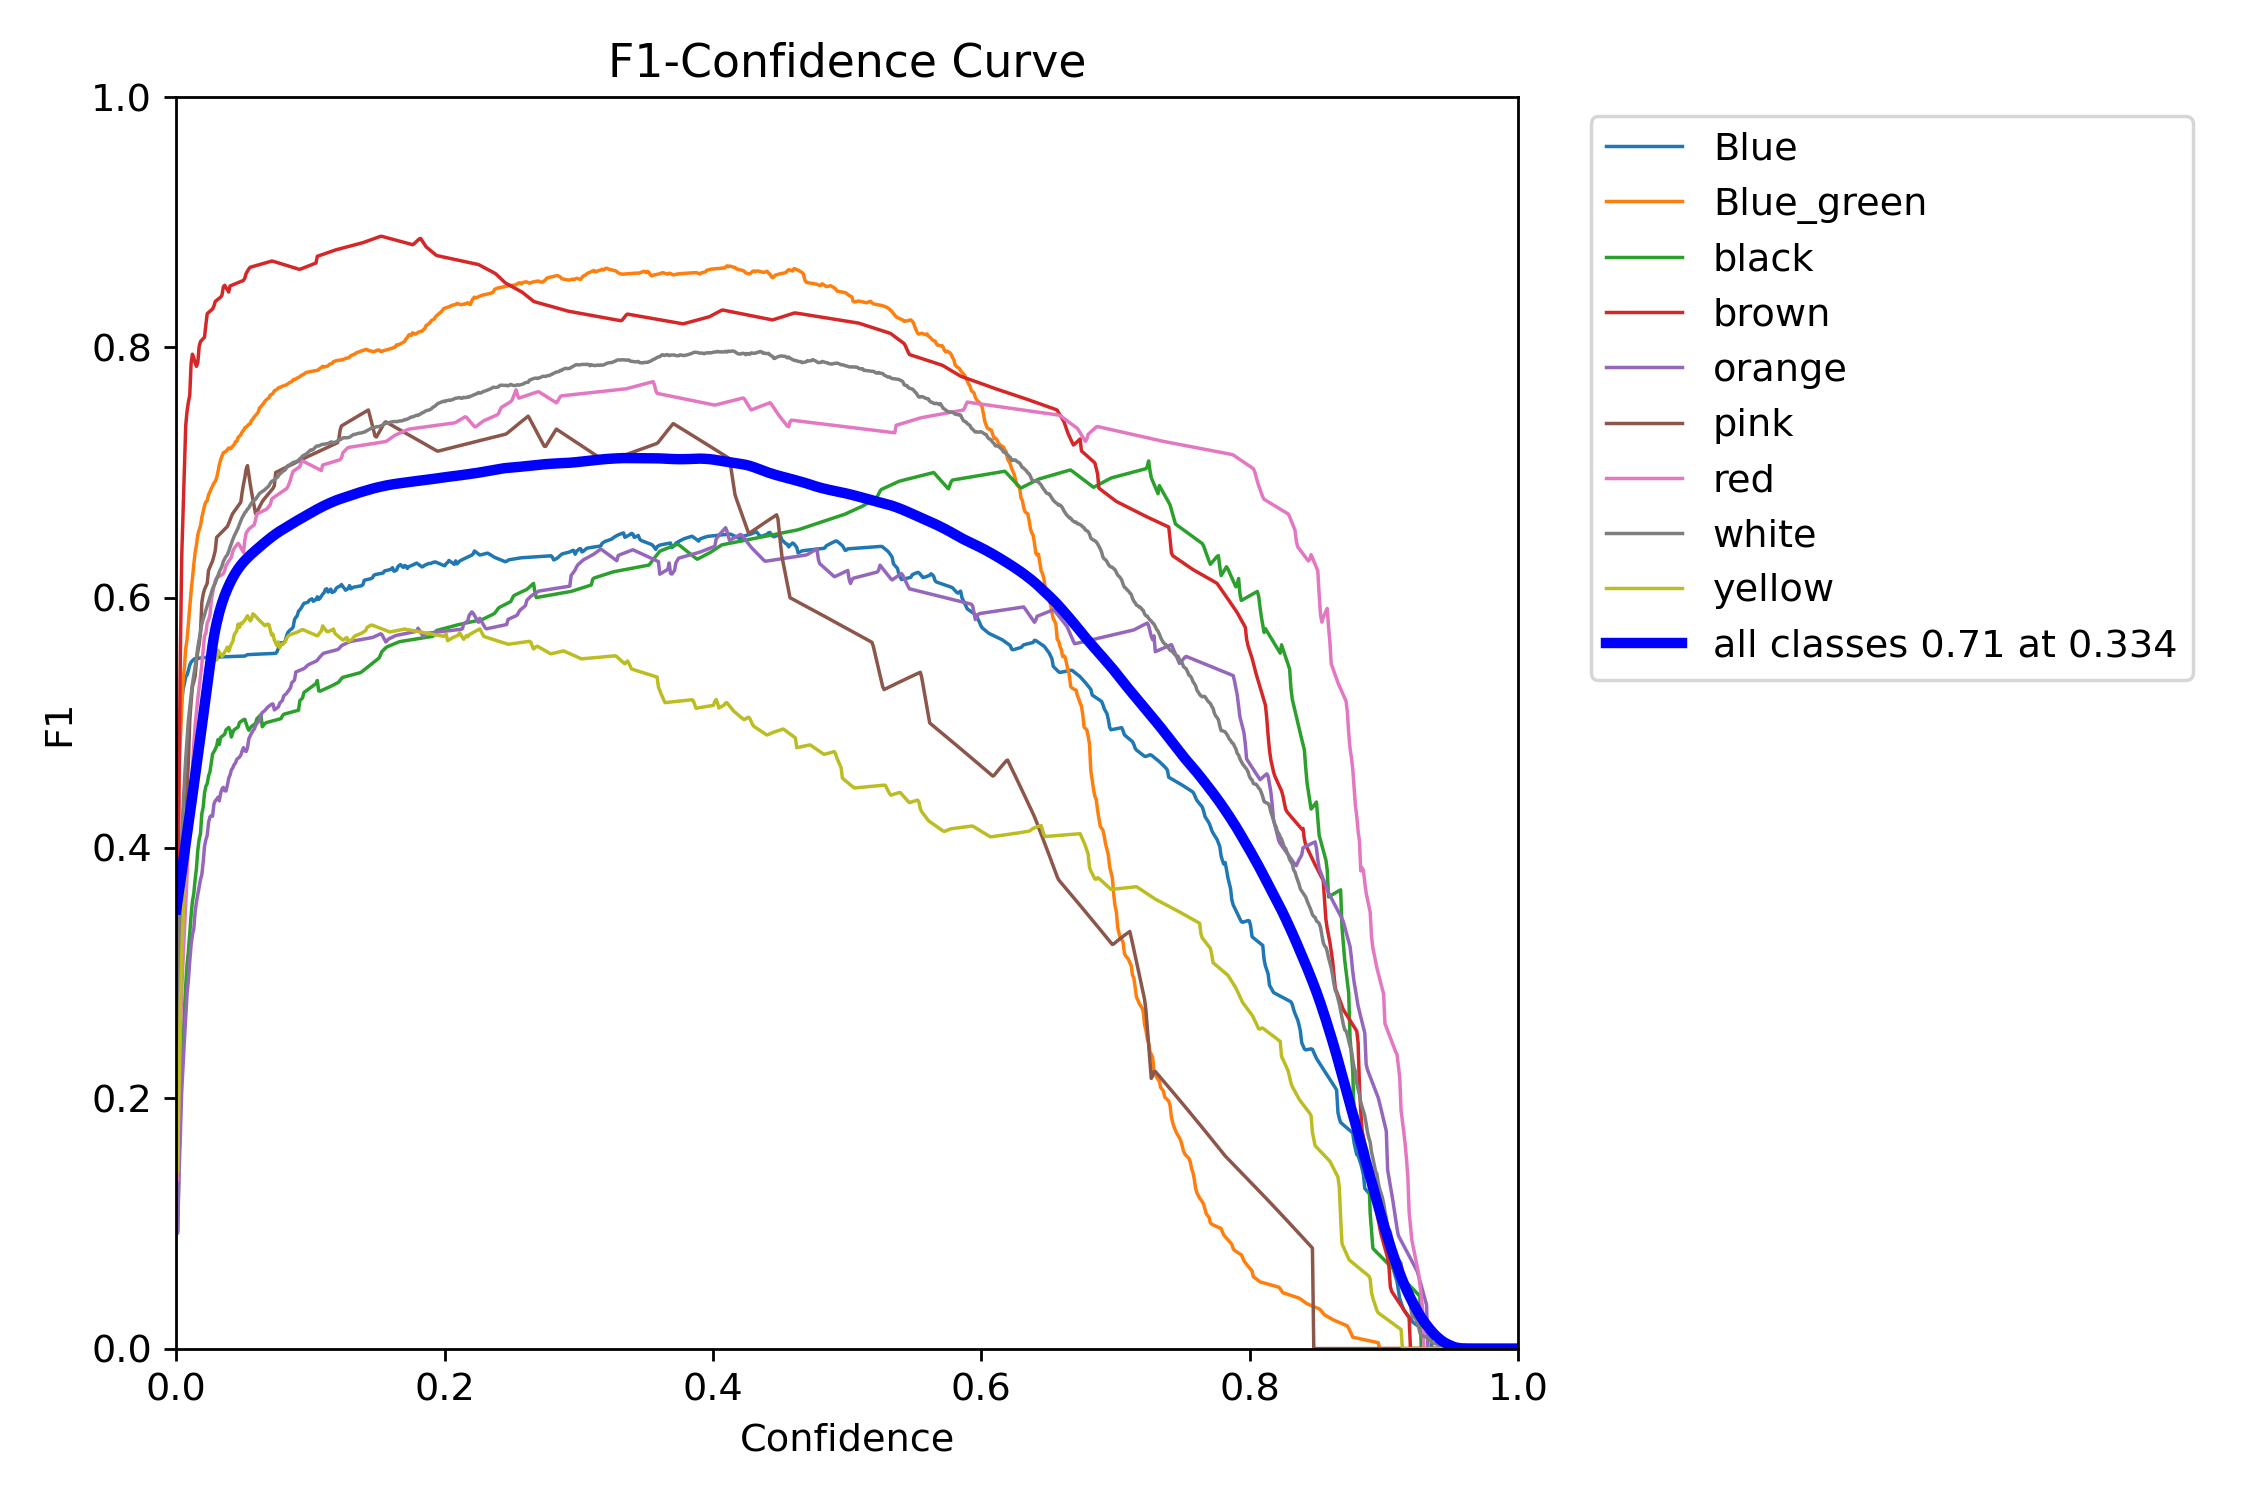 F1-Confidence Curve
1.0
0.8
0.6
0.4
0.2
0.0
F1
0.0 0.2 0.4 0.6 0.8 1.0
Confidence
Blue
Blue_green
black
brown
orange
pink
red
white
yellow
all classes 0.71 at 0.334